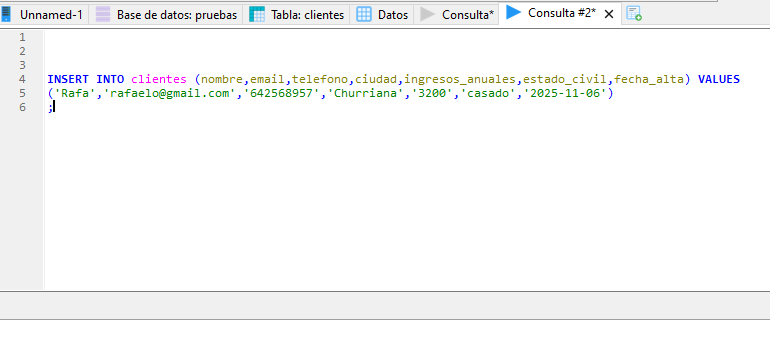 Unnamed-1 Base de datos: pruebas Tabla: clientes Datos Consulta* Consulta #2*
1
2
3
4 INSERT INTO clientes (nombre,email,telefono,ciudad,ingresos_anuales,estado_civil,fecha_alta) VALUES
5 ('Rafa','rafaelo@gmail.com','642568957','Churriana','3200','casado','2025-11-06')
6 ;